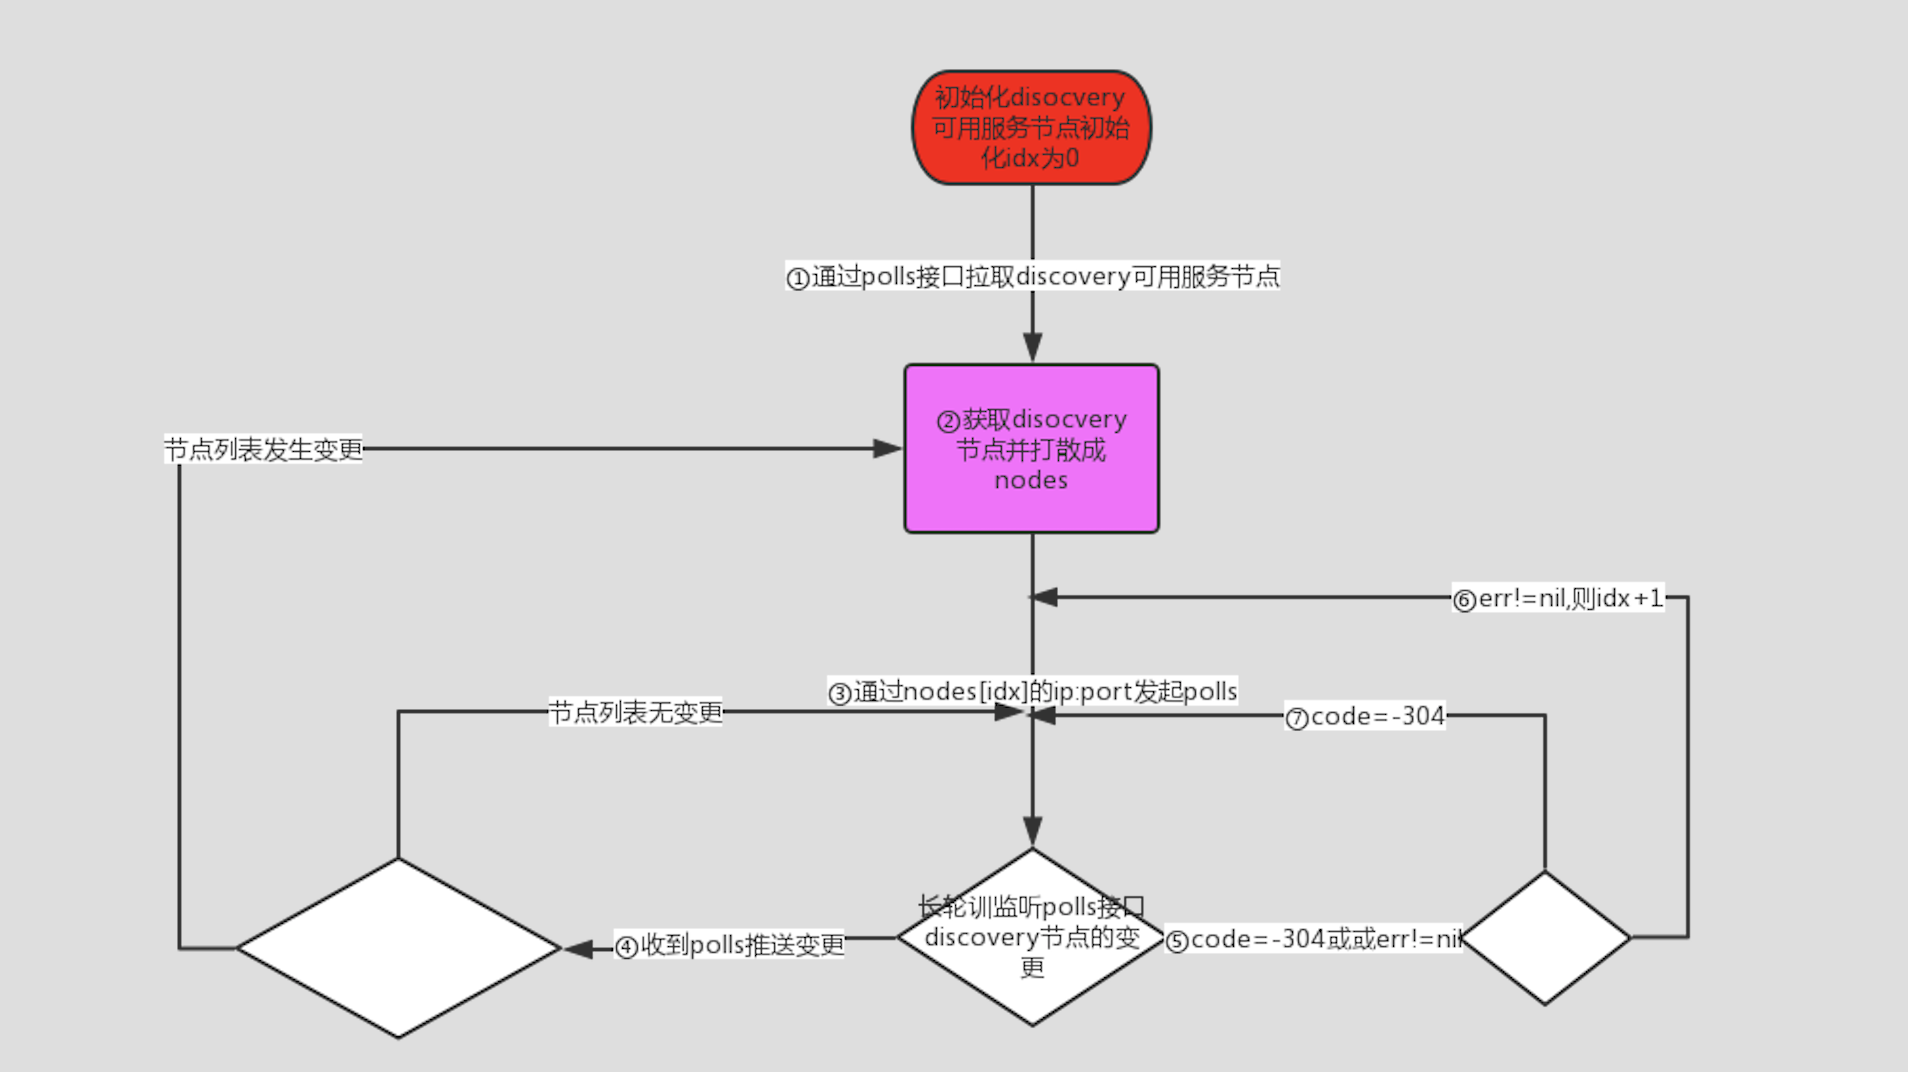 初始化disocvery
可用服务节点初始
化idx为0
①通过polls接口拉取discovery可用服务节点
②获取disocvery
节点并打散成
nodes
节点列表发生变更
⑥err!=nil,则idx+1
③通过nodes[idx]的ip:port发起polls
节点列表无变更
⑦code=-304
长轮训监听polls接口
discovery节点的变
更
④收到polls推送变更
⑤code=-304或或err!=nil